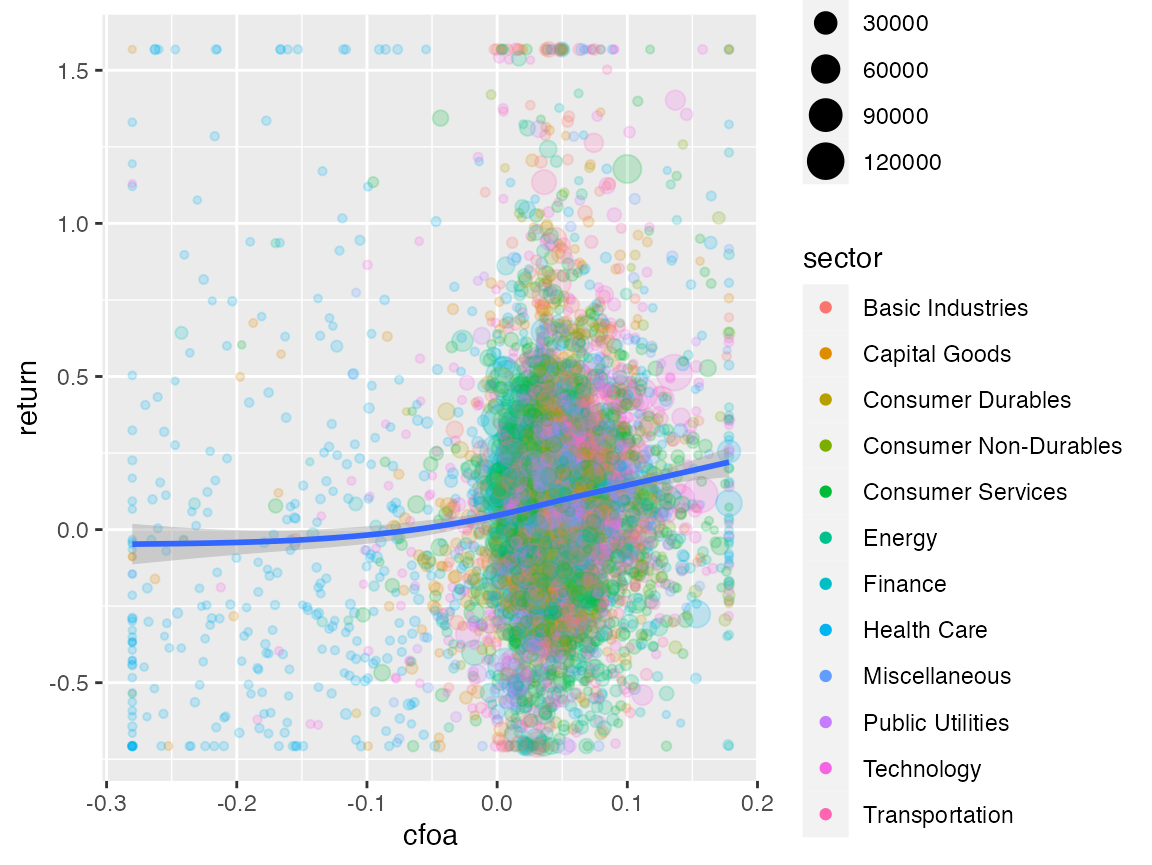 30000
60000
90000
120000
sector
Basic Industries
Capital Goods
Consumer Durables
Consumer Non-Durables
Consumer Services
Energy
Finance
Health Care
Miscellaneous
Public Utilities
Technology
Transportation
return
1.5
1.0
0.5
0.0
-0.5
-0.3 -0.2 -0.1 0.0 0.1 0.2
cfoa